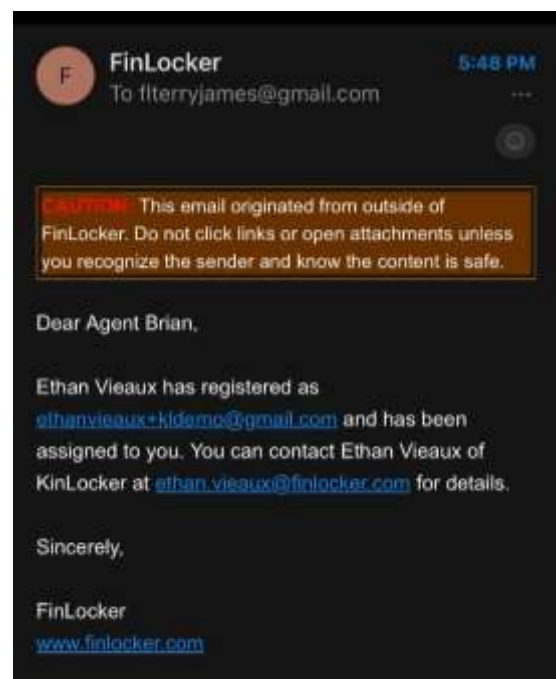 F
FinLocker
5:48 PM
To flterryjames@gmail.com
...
CAUTION: This email originated from outside of
FinLocker. Do not click links or open attachments unless
you recognize the sender and know the content is safe.
Dear Agent Brian,
Ethan Vieaux has registered as
ethanvieaux+kldemo@gmail.com and has been
assigned to you. You can contact Ethan Vieaux of
KinLocker at ethan.vieaux@finlocker.com for details.
Sincerely,
FinLocker
www.finlocker.com